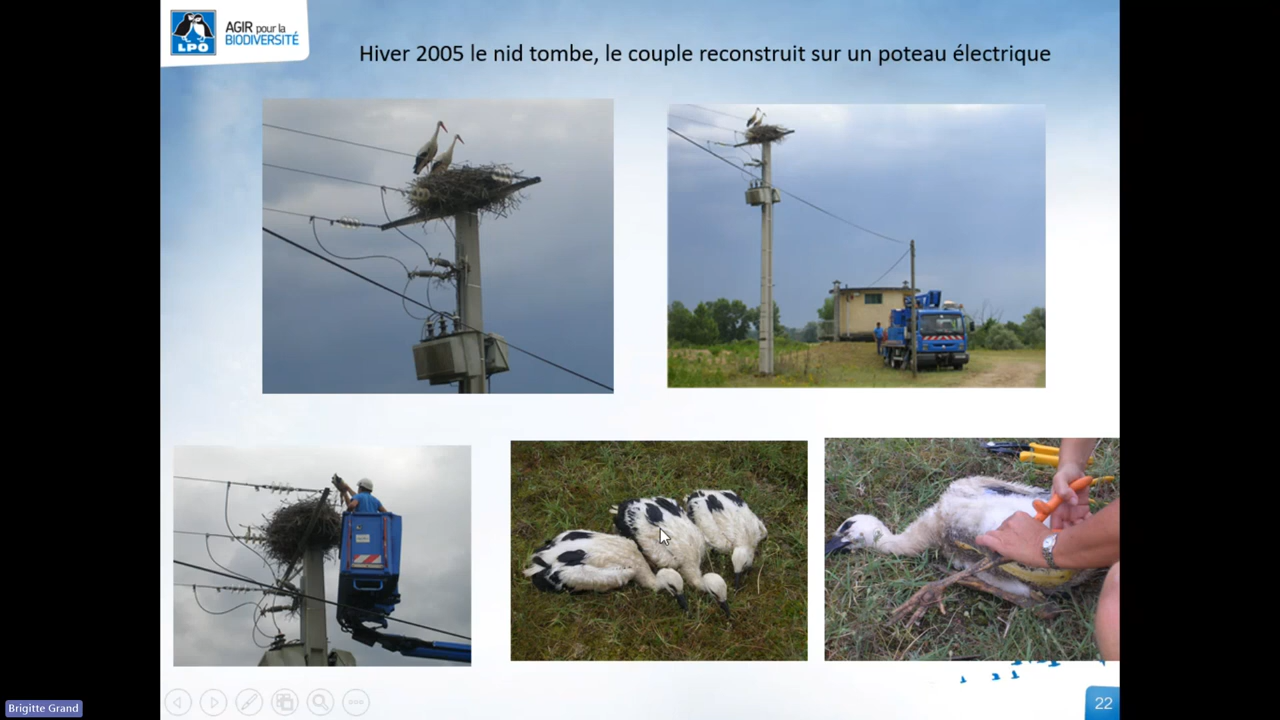 LPO
AGIR pour la
BIODIVERSITÉ
Hiver 2005 le nid tombe, le couple reconstruit sur un poteau électrique
22
Brigitte Grand